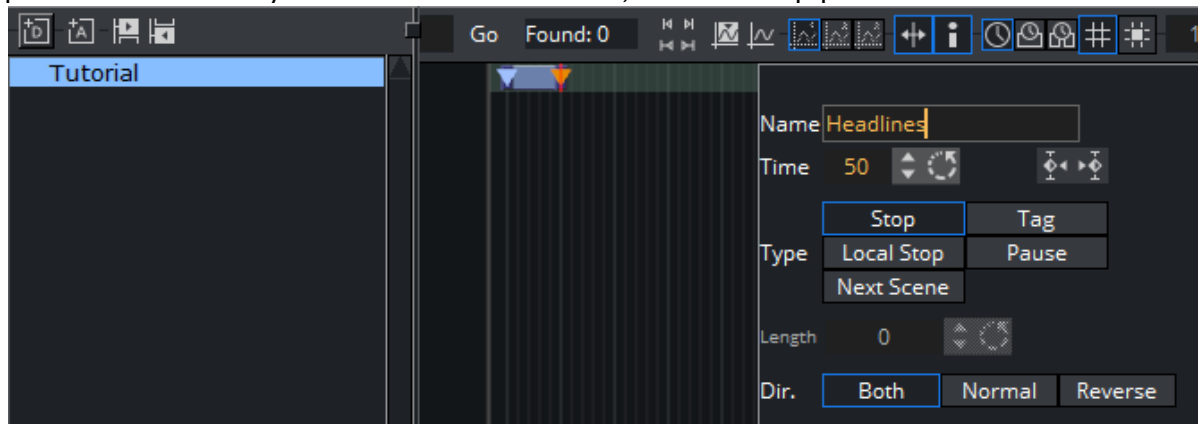 D A Go Found: 0 1
Tutorial
Name Headlines
Time 50
Stop Tag
Type Local Stop Pause
Next Scene
Length 0
Dir. Both Normal Reverse